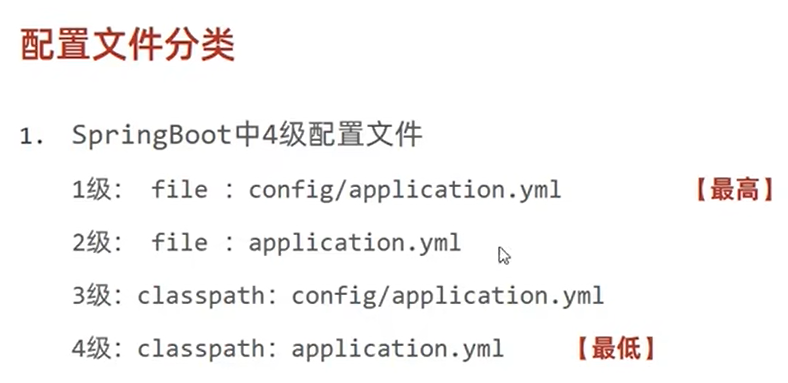 配置文件分类
1. SpringBoot中4级配置文件
1级： file ：config/application.yml 【最高】
2级： file ：application.yml
3级：classpath：config/application.yml
4级：classpath：application.yml 【最低】